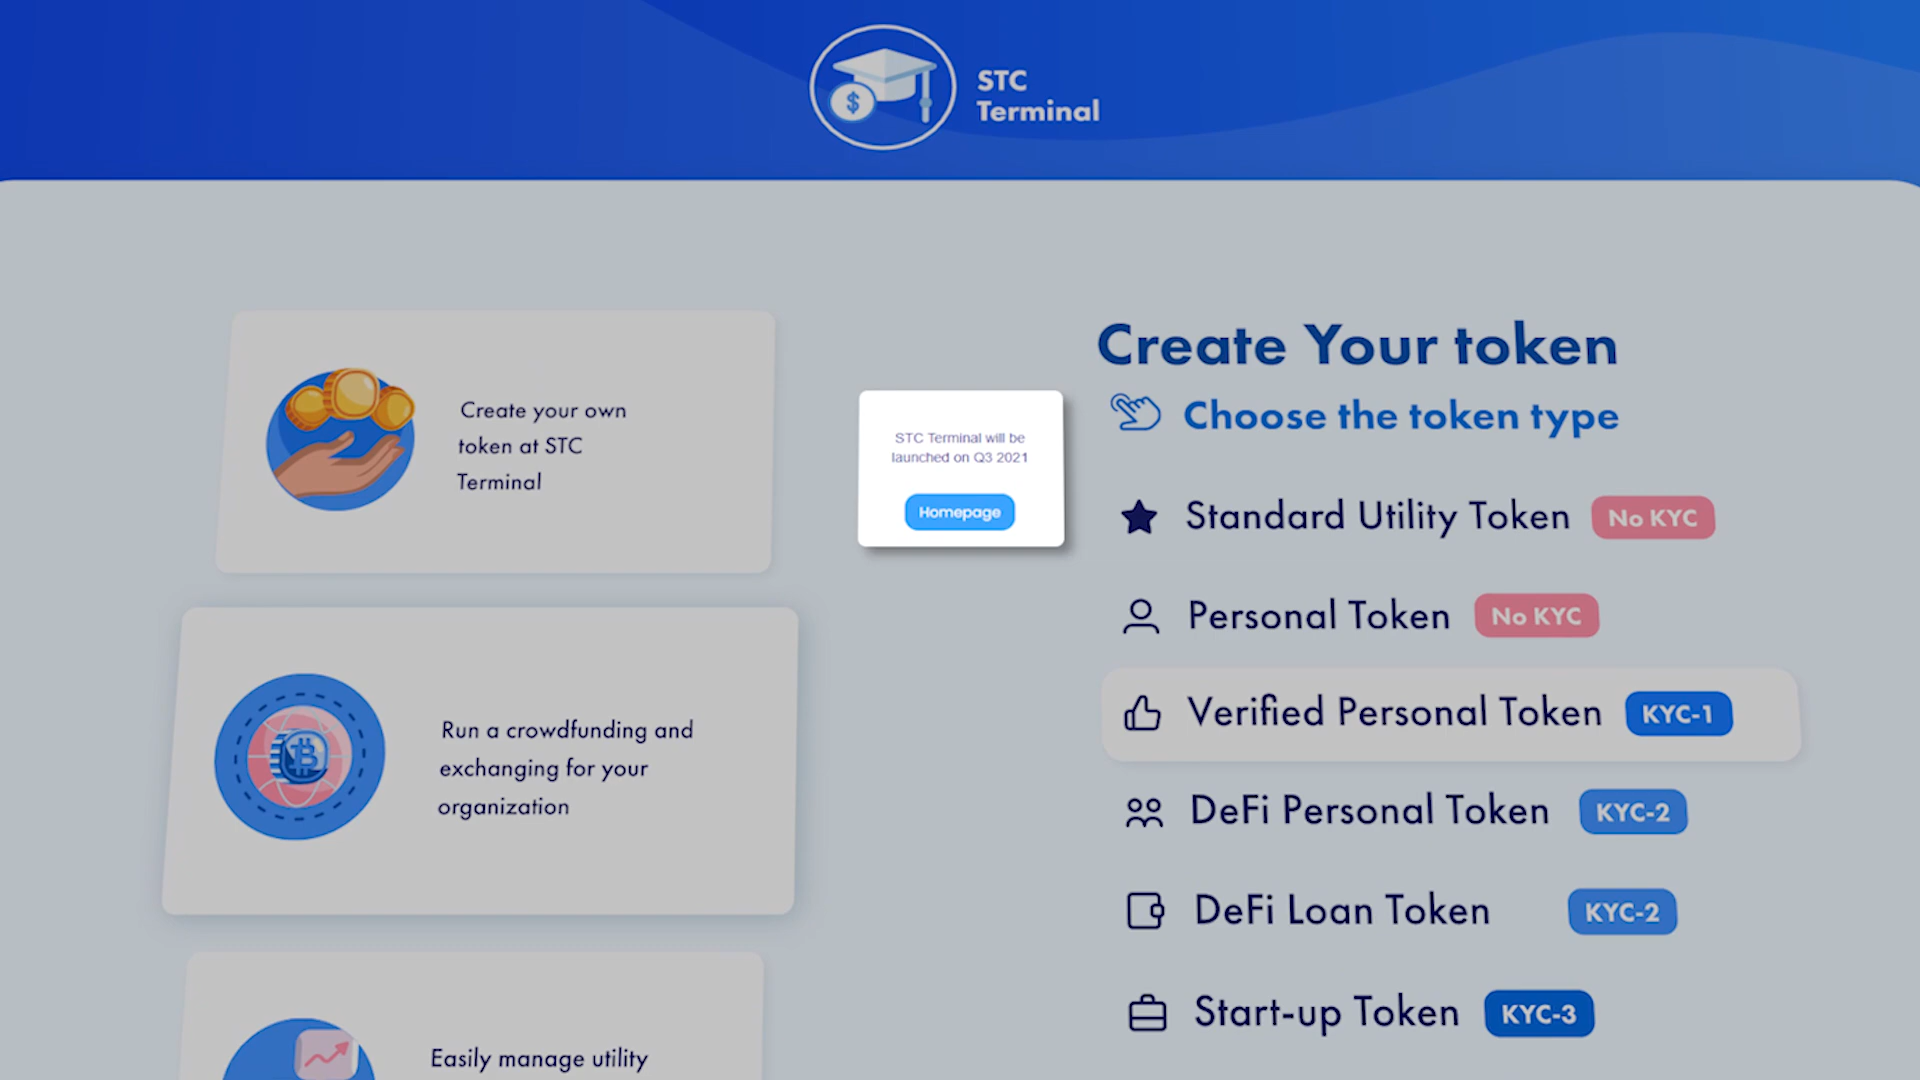 STC
Terminal
Create your own
token at STC
Terminal
Run a crowdfunding and
exchanging for your
organization
Easily manage utility
STC Terminal will be
launched on Q3 2021
Homepage
Create Your token
Choose the token type
Standard Utility Token No KYC
Personal Token No KYC
Verified Personal Token KYC-1
DeFi Personal Token KYC-2
DeFi Loan Token KYC-2
Start-up Token KYC-3